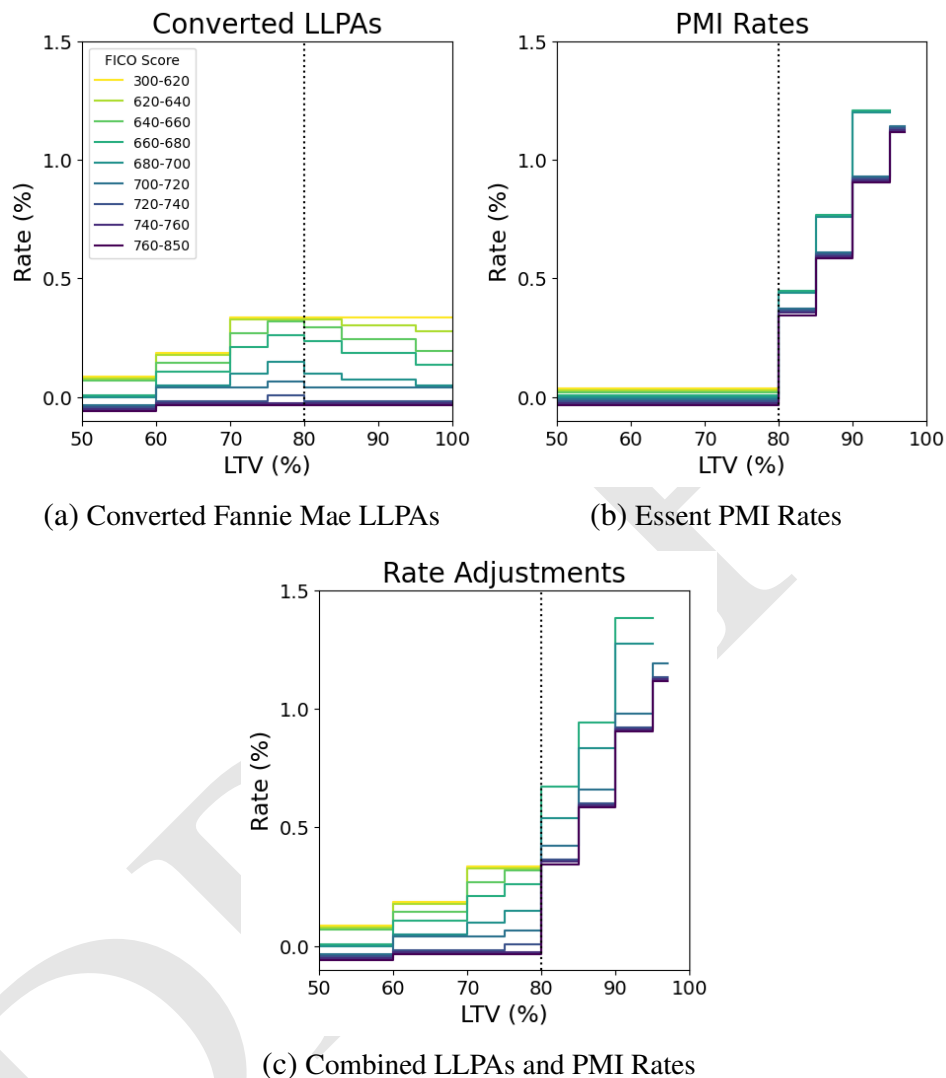 Converted LLPAs
1.5
1.0
0.5
0.0
Rate (%)
FICO Score
300-620
620-640
640-660
660-680
680-700
700-720
720-740
740-760
760-850
50 60 70 80 90 100
LTV (%)
(a) Converted Fannie Mae LLPAs
PMI Rates
1.5
1.0
0.5
0.0
Rate (%)
50 60 70 80 90 100
LTV (%)
(b) Essent PMI Rates
Rate Adjustments
1.5
1.0
0.5
0.0
Rate (%)
50 60 70 80 90 100
LTV (%)
(c) Combined LLPAs and PMI Rates